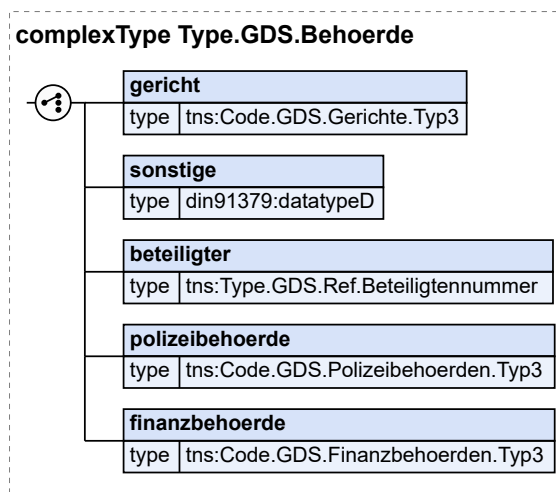 complexType Type.GDS.Behoerde
gericht
type tns:Code.GDS.Gerichte.Typ3
sonstige
type din91379:datatypeD
beteiligter
type tns:Type.GDS.Ref.Beteiligtennummer
polizeibehoerde
type tns:Code.GDS.Polizeibehoerden.Typ3
finanzbehoerde
type tns:Code.GDS.Finanzbehoerden.Typ3